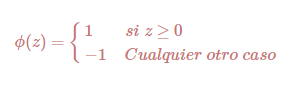 ϕ(z) = { 1 si z ≥ 0
−1 Cualquier otro caso